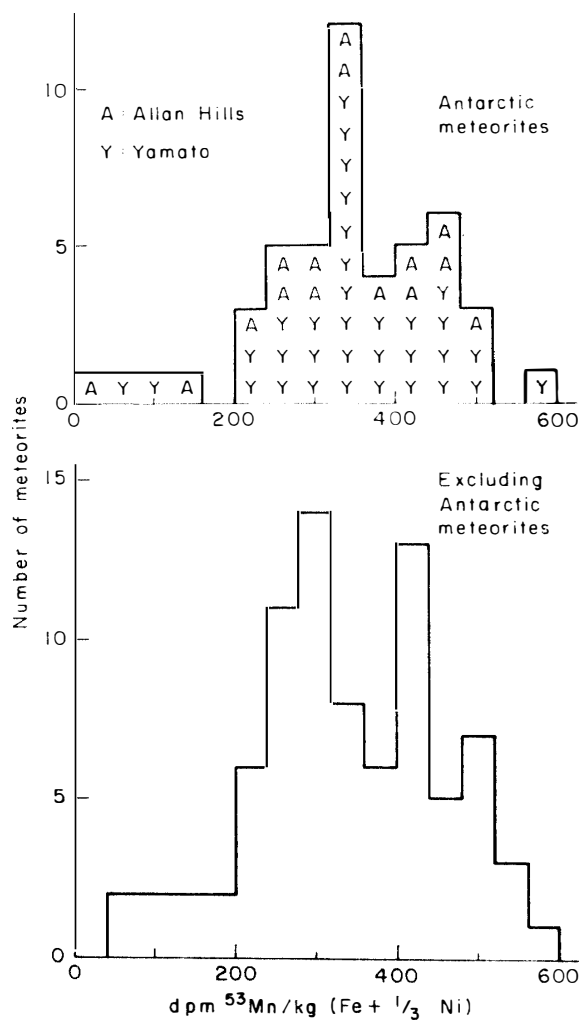 10
5
0
A : Allan Hills
Y : Yamato
Antarctic
meteorites
A
A
Y
Y
Y
Y
Y A
A A Y A A
A A Y A A Y
A Y Y Y Y Y Y A
Y Y Y Y Y Y Y Y
A Y Y A Y Y Y Y Y Y Y Y Y
200 400 600
Number of meteorites
15
10
5
0
Excluding
Antarctic
meteorites
0 200 400 600
dpm ⁵³Mn/kg (Fe + 1/3 Ni)